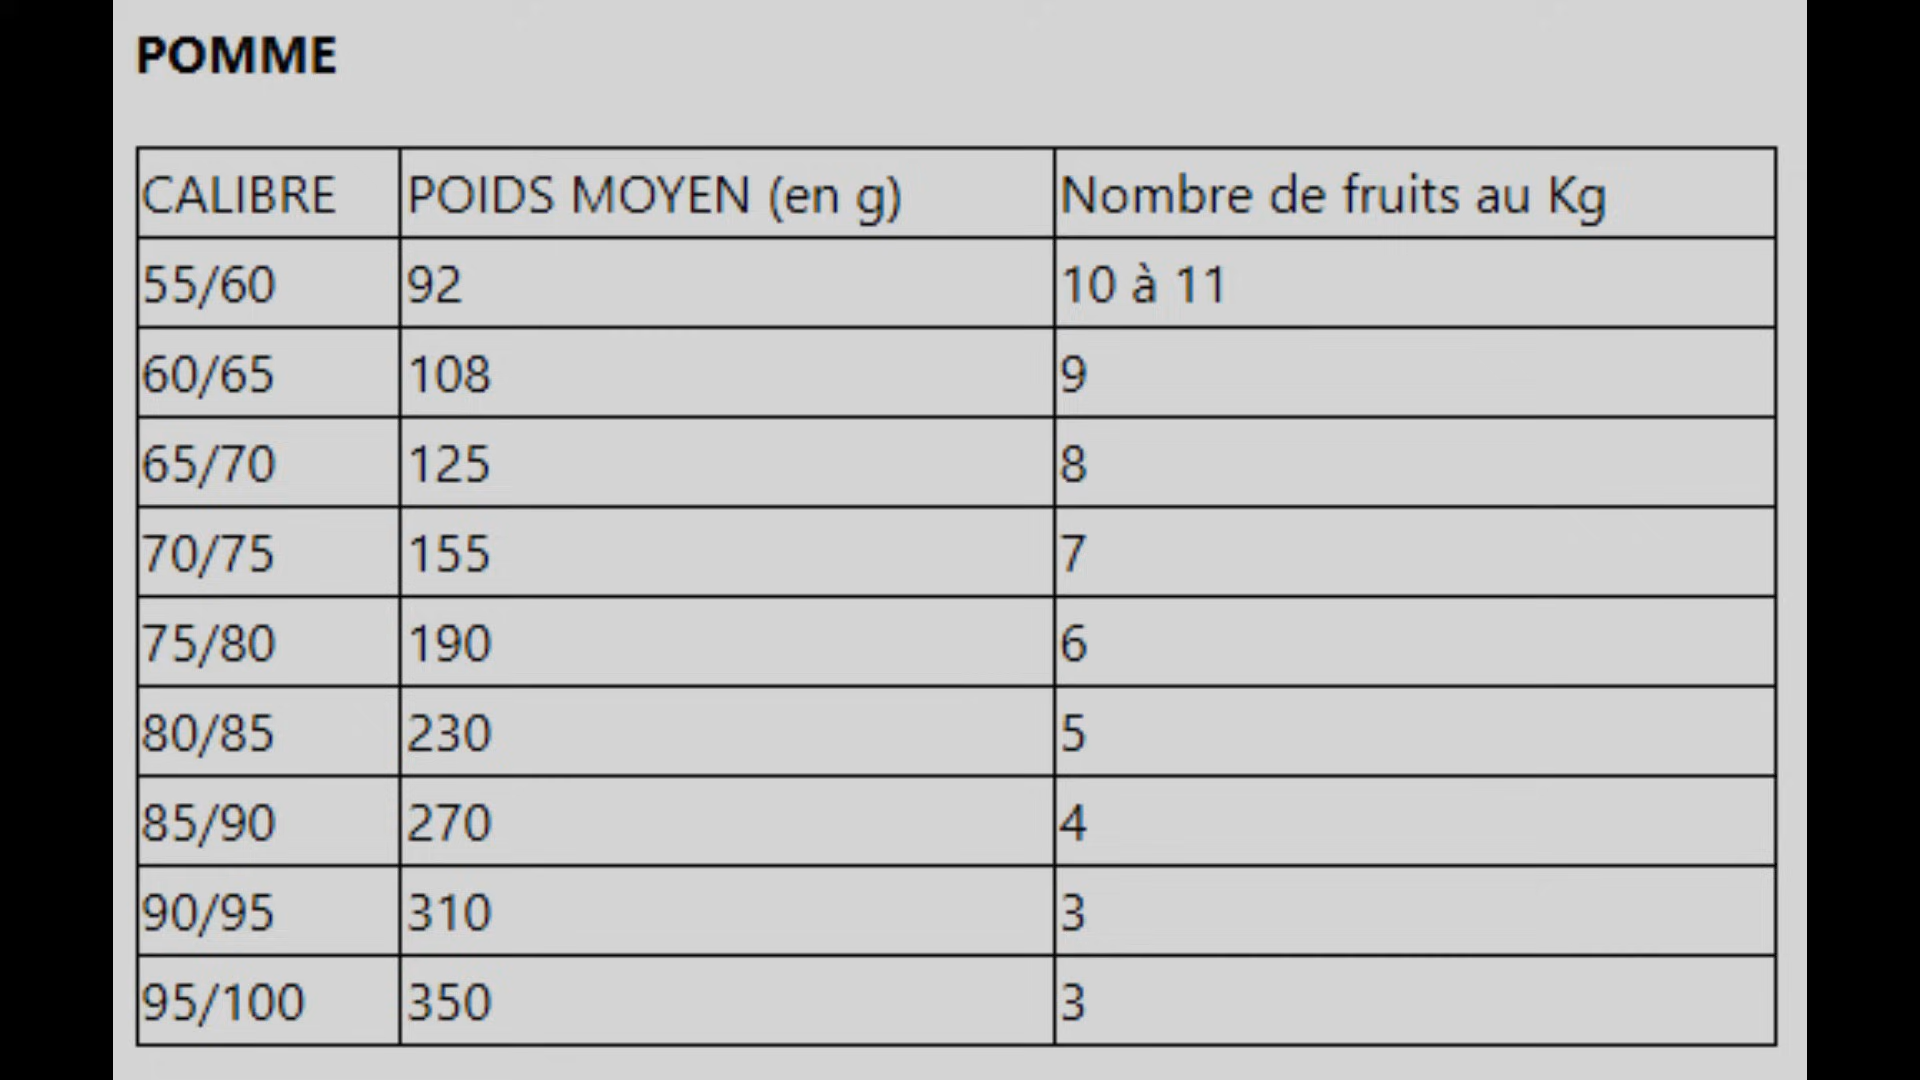 POMME
CALIBRE POIDS MOYEN (en g) Nombre de fruits au Kg
55/60 92 10 à 11
60/65 108 9
65/70 125 8
70/75 155 7
75/80 190 6
80/85 230 5
85/90 270 4
90/95 310 3
95/100 350 3